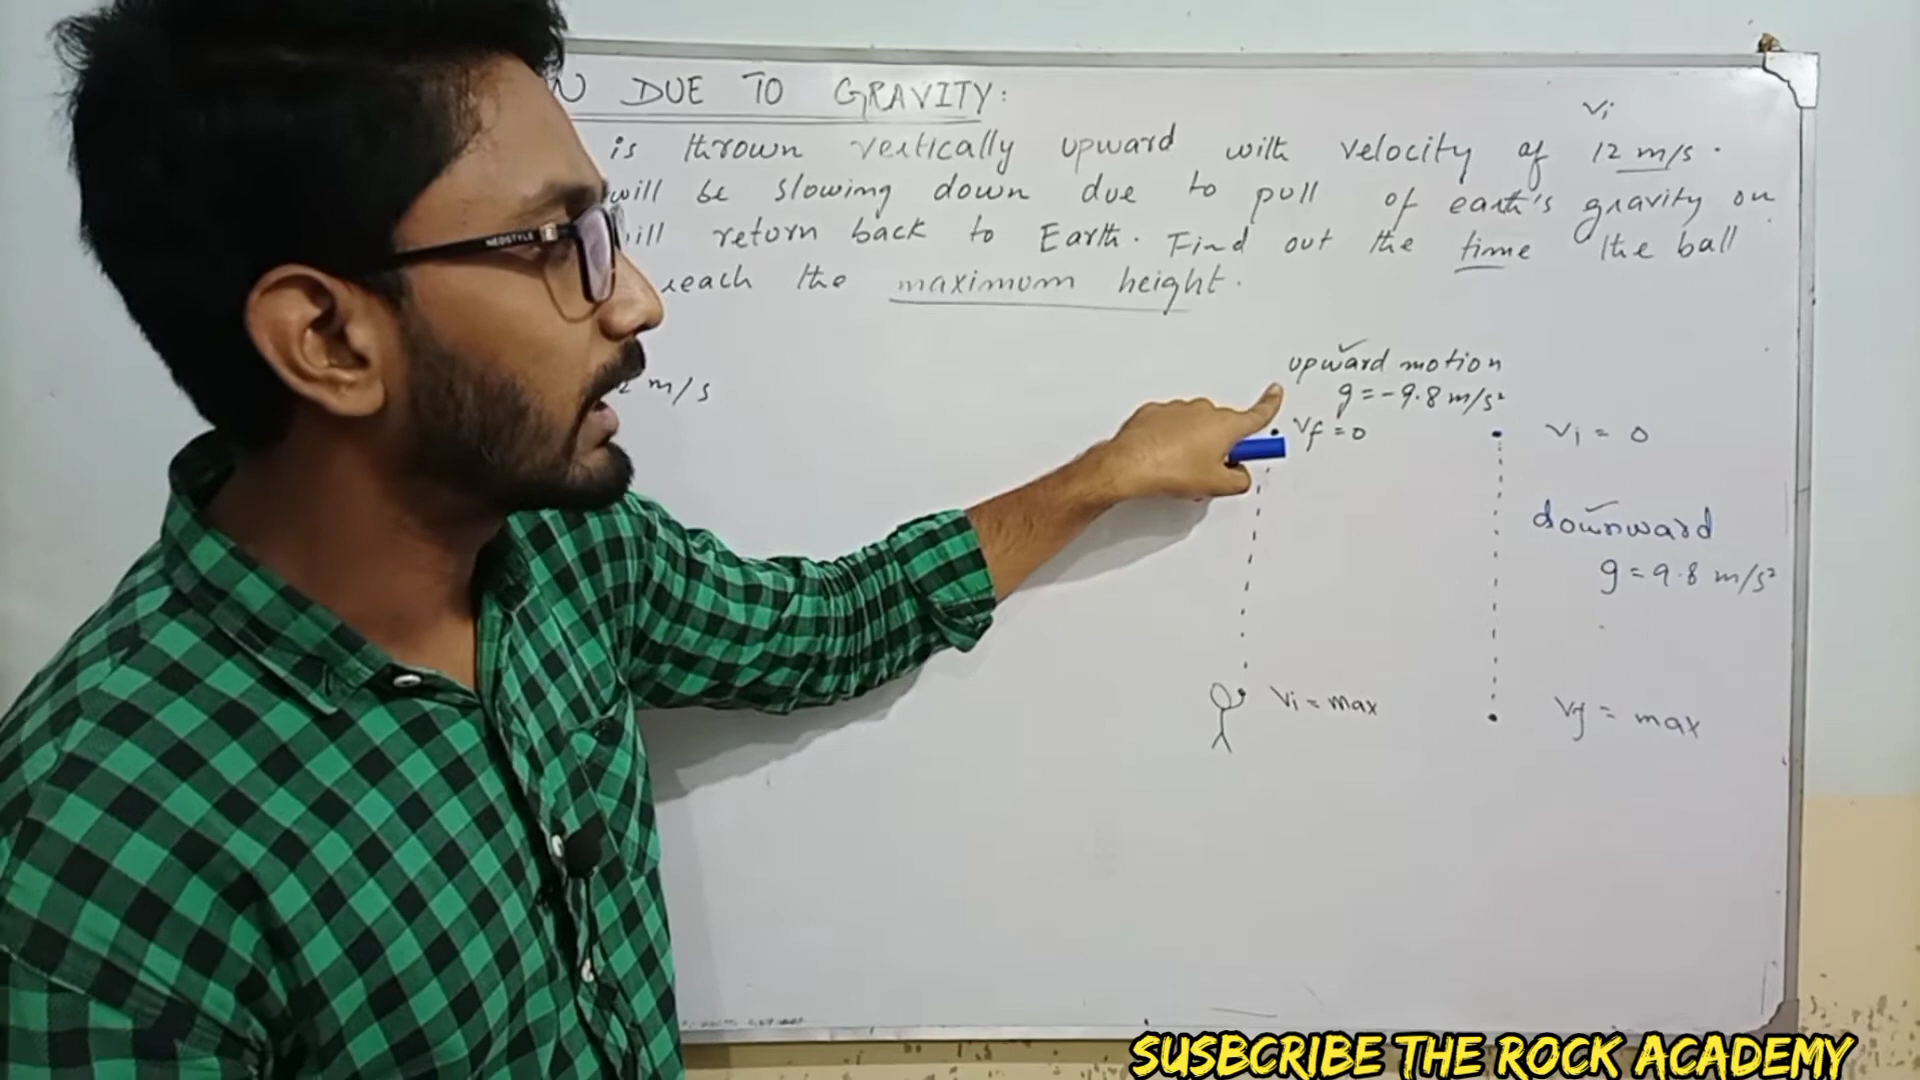 DUE TO GRAVITY:
Vi
is thrown vertically upward with velocity of 12 m/s.
will be slowing down due to pull of earth's gravity on
return back to Earth. Find out the time the ball
reach the maximum height.
upward motion
g = -9.8 m/s²
m/s
Vf = 0
Vi = 0
downward
g = 9.8 m/s²
Vi = max
Vf = max
NEOSTYLE
SUSBCRIBE THE ROCK ACADEMY